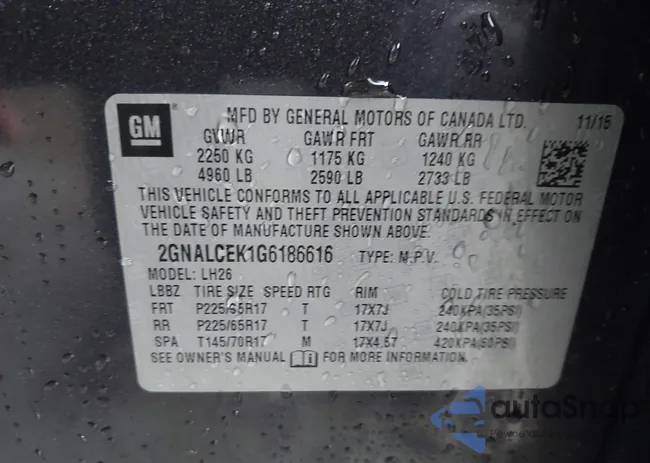 GM
MFD BY GENERAL MOTORS OF CANADA LTD. 11/15
GVWR GAWR FRT GAWR RR
2250 KG 1175 KG 1240 KG
4960 LB 2590 LB 2733 LB
THIS VEHICLE CONFORMS TO ALL APPLICABLE U.S. FEDERAL MOTOR
VEHICLE SAFETY AND THEFT PREVENTION STANDARDS IN EFFECT ON
THE DATE OF MANUFACTURE SHOWN ABOVE.
2GNALCEK1G6186616 TYPE: M.P.V.
MODEL: LH26
LBBZ TIRE SIZE SPEED RTG RIM COLD TIRE PRESSURE
FRT P225/65R17 T 17X7J 240KPA(35PSI)
RR P225/65R17 T 17X7J 240KPA(35PSI)
SPA T145/70R17 M 17X4.5T 420KPA(60PSI)
SEE OWNER'S MANUAL FOR MORE INFORMATION.
autoSnap